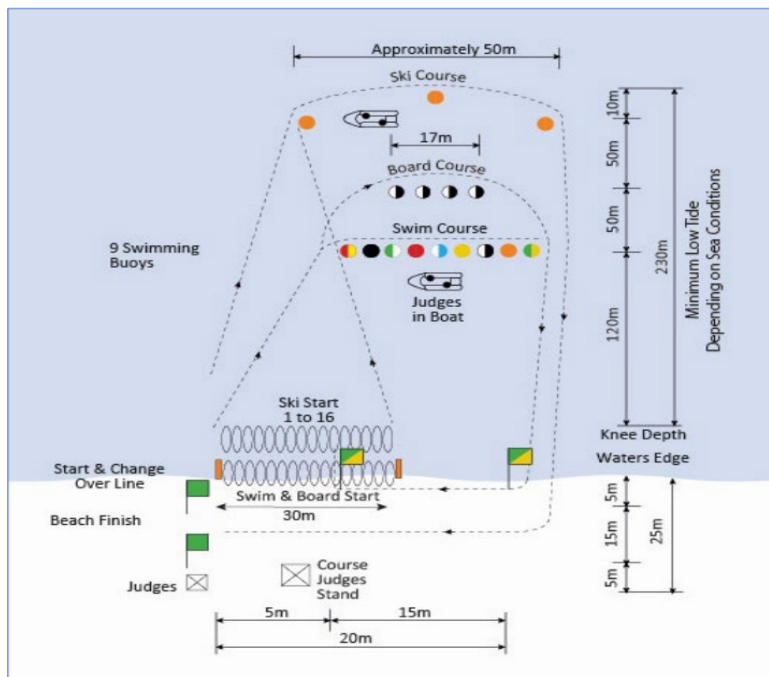 Approximately 50m
Ski Course
10m
17m
50m
Board Course
50m
Swim Course
9 Swimming
Buoys
Judges
in Boat
120m
230m
Minimum Low Tide
Depending on Sea Conditions
Ski Start
1 to 16
Knee Depth
Waters Edge
Start & Change
Over Line
Swim & Board Start
30m
5m
Beach Finish
15m
25m
Judges
Course
Judges
Stand
5m
5m
15m
20m